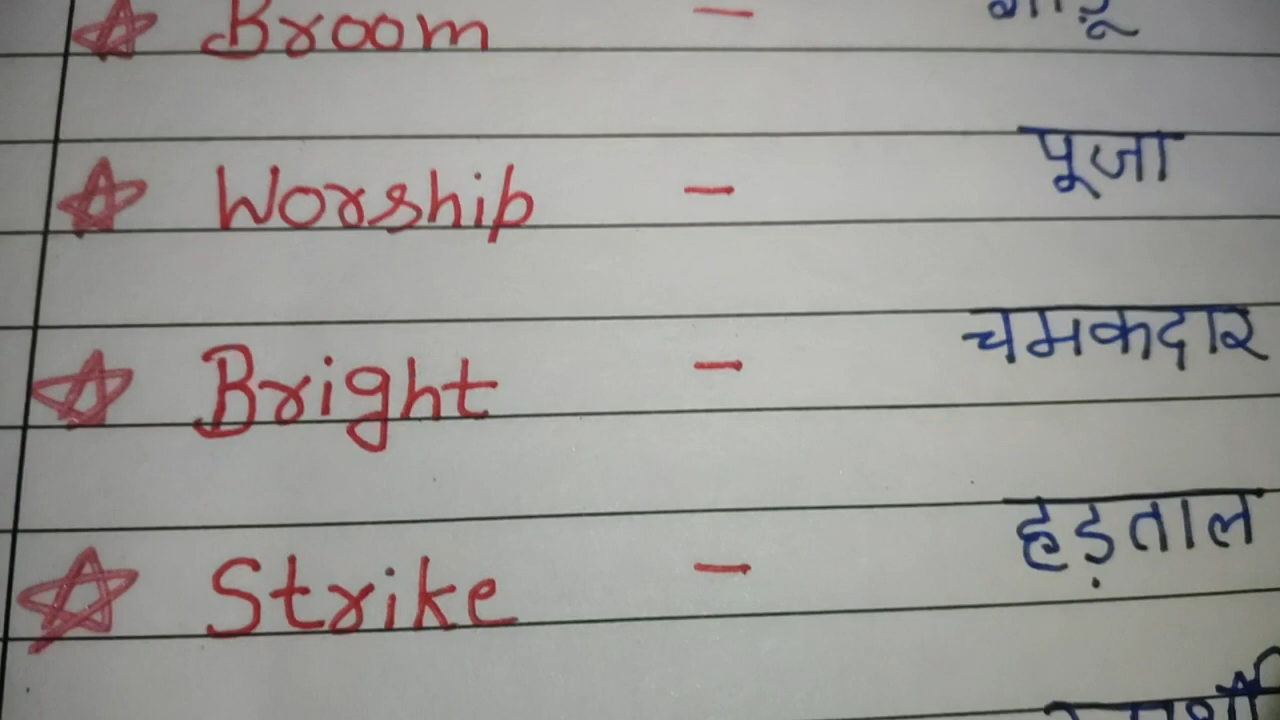 Broom - झाड़ू
Worship - पूजा
Bright - चमकदार
Strike - हड़ताल